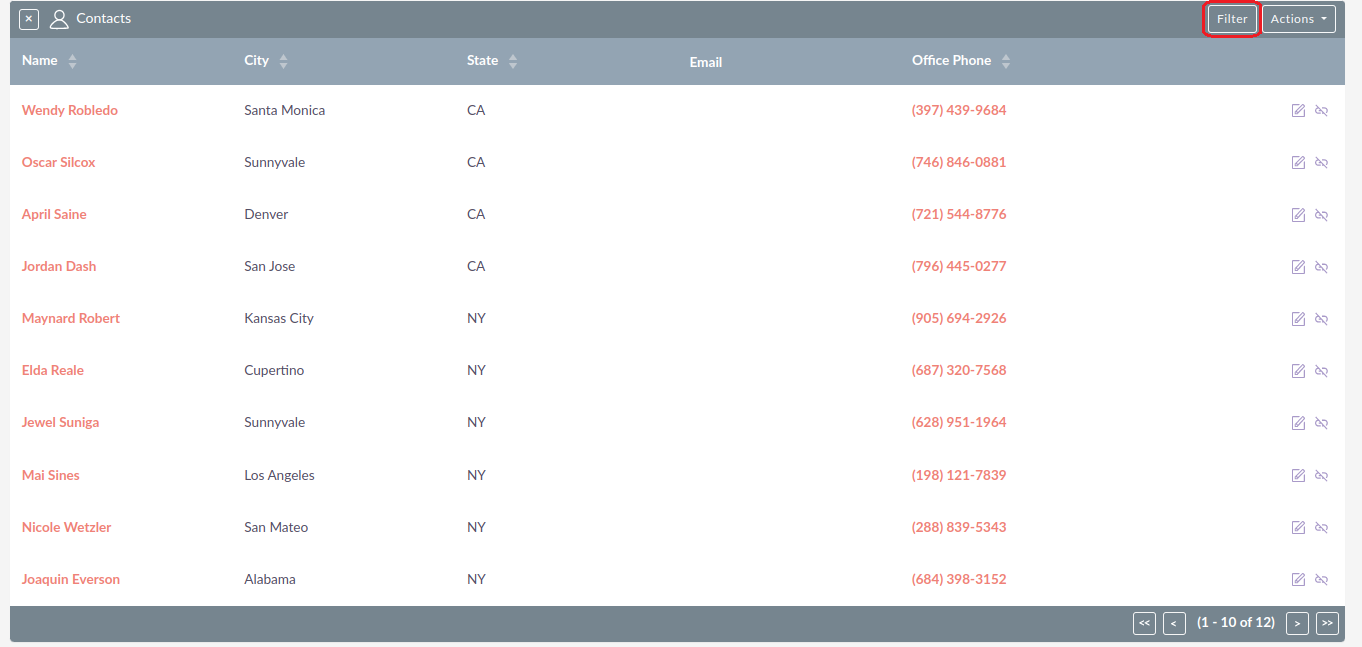 Contacts Filter Actions
Name City State Email Office Phone
Wendy Robledo Santa Monica CA (397) 439-9684
Oscar Silcox Sunnyvale CA (746) 846-0881
April Saine Denver CA (721) 544-8776
Jordan Dash San Jose CA (796) 445-0277
Maynard Robert Kansas City NY (905) 694-2926
Elda Reale Cupertino NY (687) 320-7568
Jewel Suniga Sunnyvale NY (628) 951-1964
Mai Sines Los Angeles NY (198) 121-7839
Nicole Wetzler San Mateo NY (288) 839-5343
Joaquin Everson Alabama NY (684) 398-3152
<< < (1 - 10 of 12) > >>